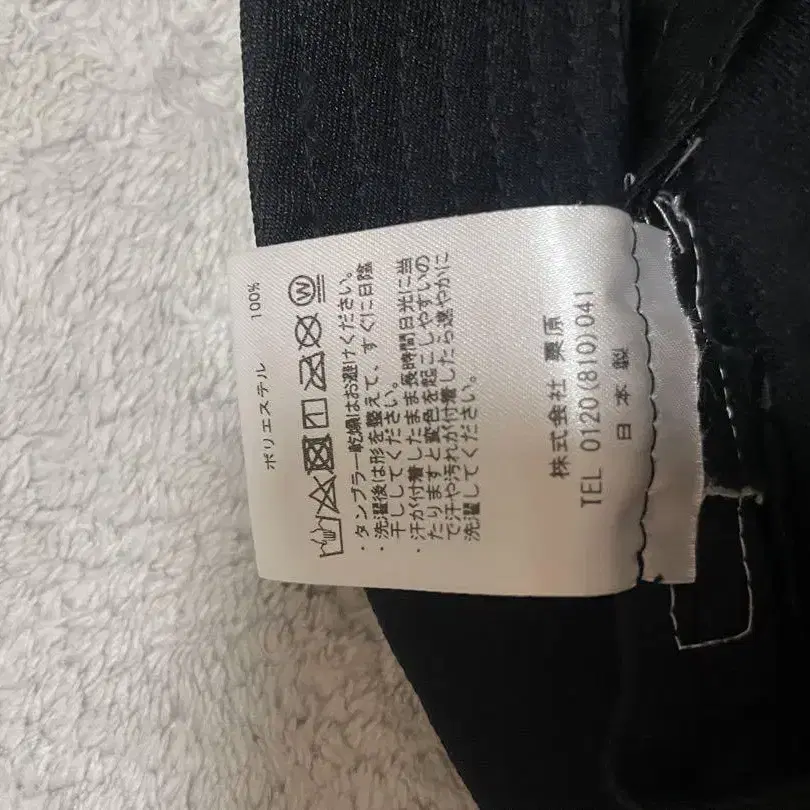 ポリエステル 100%
・タンブラー乾燥はお避けください。
・洗濯後は形を整えて、すぐに日陰
干ししてください。
・汗が付着したまま長時間日光に当
たりますと変色を起こしやすいの
で汗や汚れが付着したら速やかに
洗濯してください。
株式会社 栗原
TEL 0120(810)041
日本製